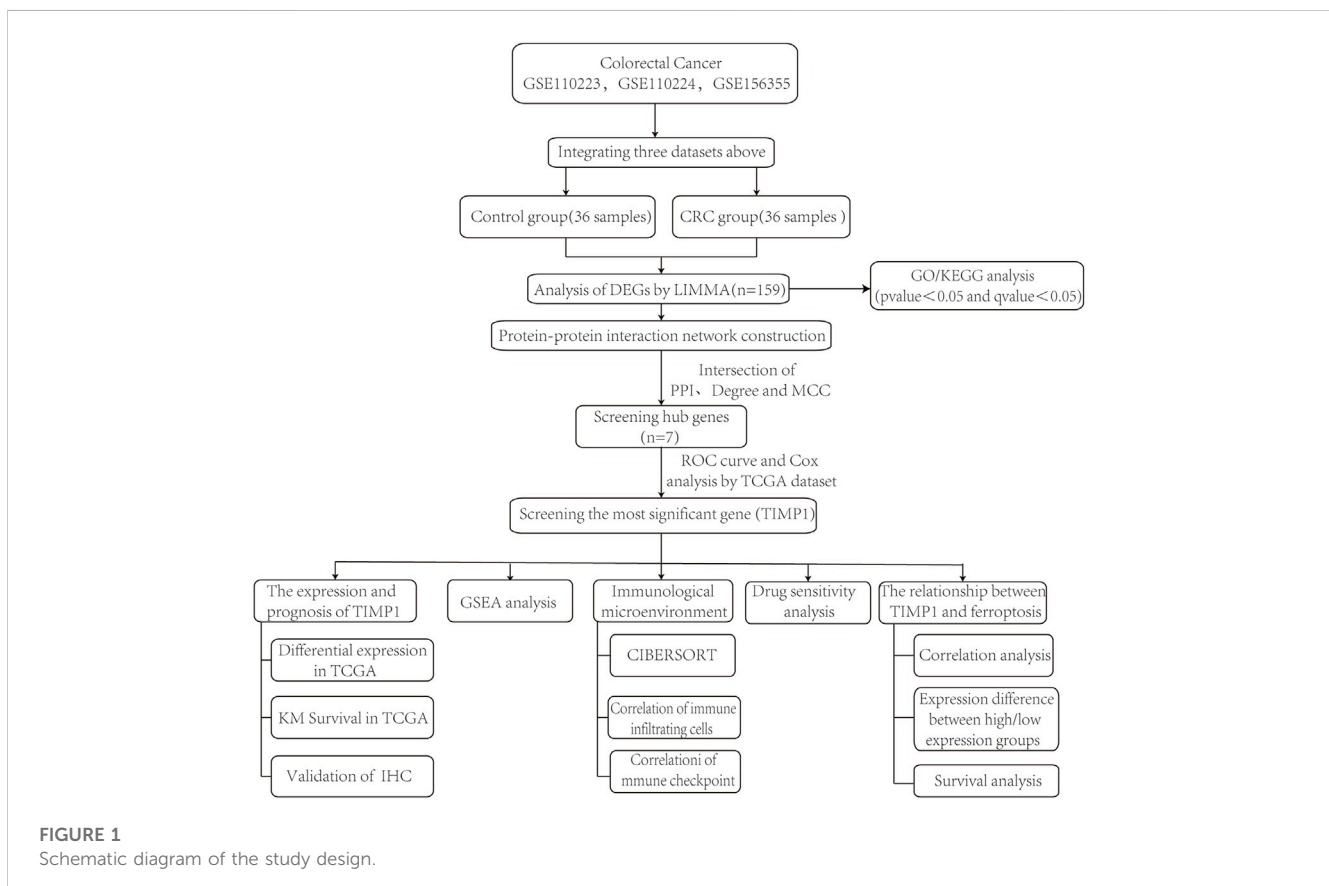 Colorectal Cancer
GSE110223，GSE110224，GSE156355
Integrating three datasets above
Control group(36 samples)
CRC group(36 samples )
Analysis of DEGs by LIMMA(n=159)
GO/KEGG analysis
(pvalue＜0.05 and qvalue＜0.05)
Protein-protein interaction network construction
Intersection of
PPI、Degree and MCC
Screening hub genes
(n=7)
ROC curve and Cox
analysis by TCGA dataset
Screening the most significant gene (TIMP1)
The expression and
prognosis of TIMP1
GSEA analysis
Immunological
microenvironment
Drug sensitivity
analysis
The relationship between
TIMP1 and ferroptosis
Differential expression
in TCGA
KM Survival in TCGA
Validation of IHC
CIBERSORT
Correlation of immune
infiltrating cells
Correlationi of
mmune checkpoint
Correlation analysis
Expression difference
between high/low
expression groups
Survival analysis
FIGURE 1
Schematic diagram of the study design.